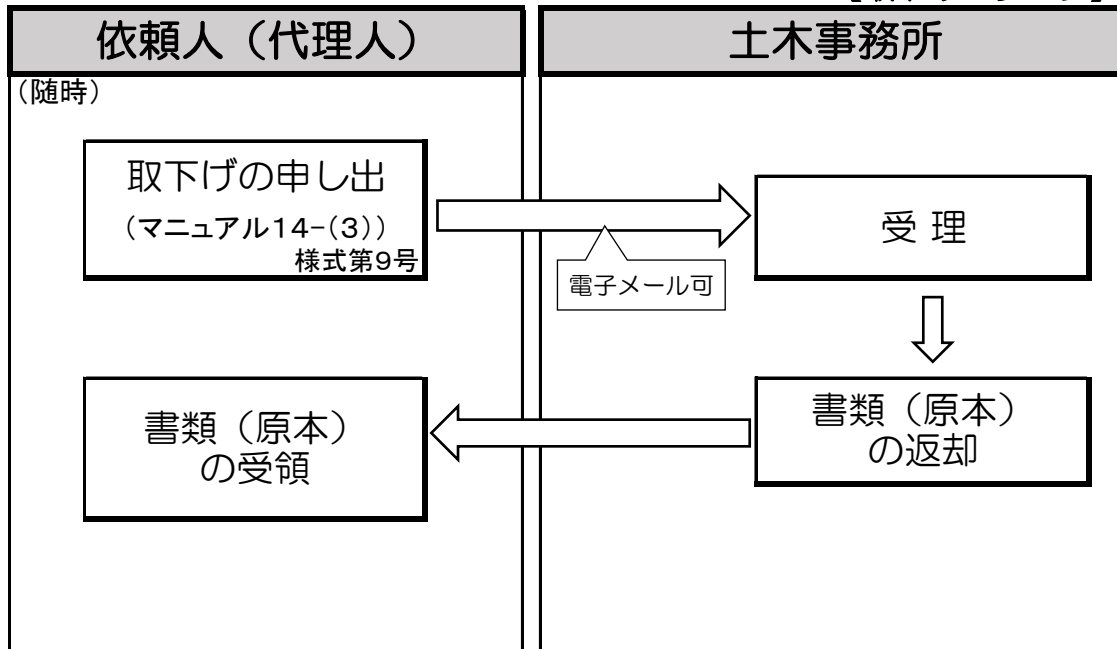 依頼人（代理人）
土木事務所
（随時）
取下げの申し出
（マニュアル１４-（３））
様式第９号
受 理
電子メール可
書類（原本）
の返却
書類（原本）
の受領